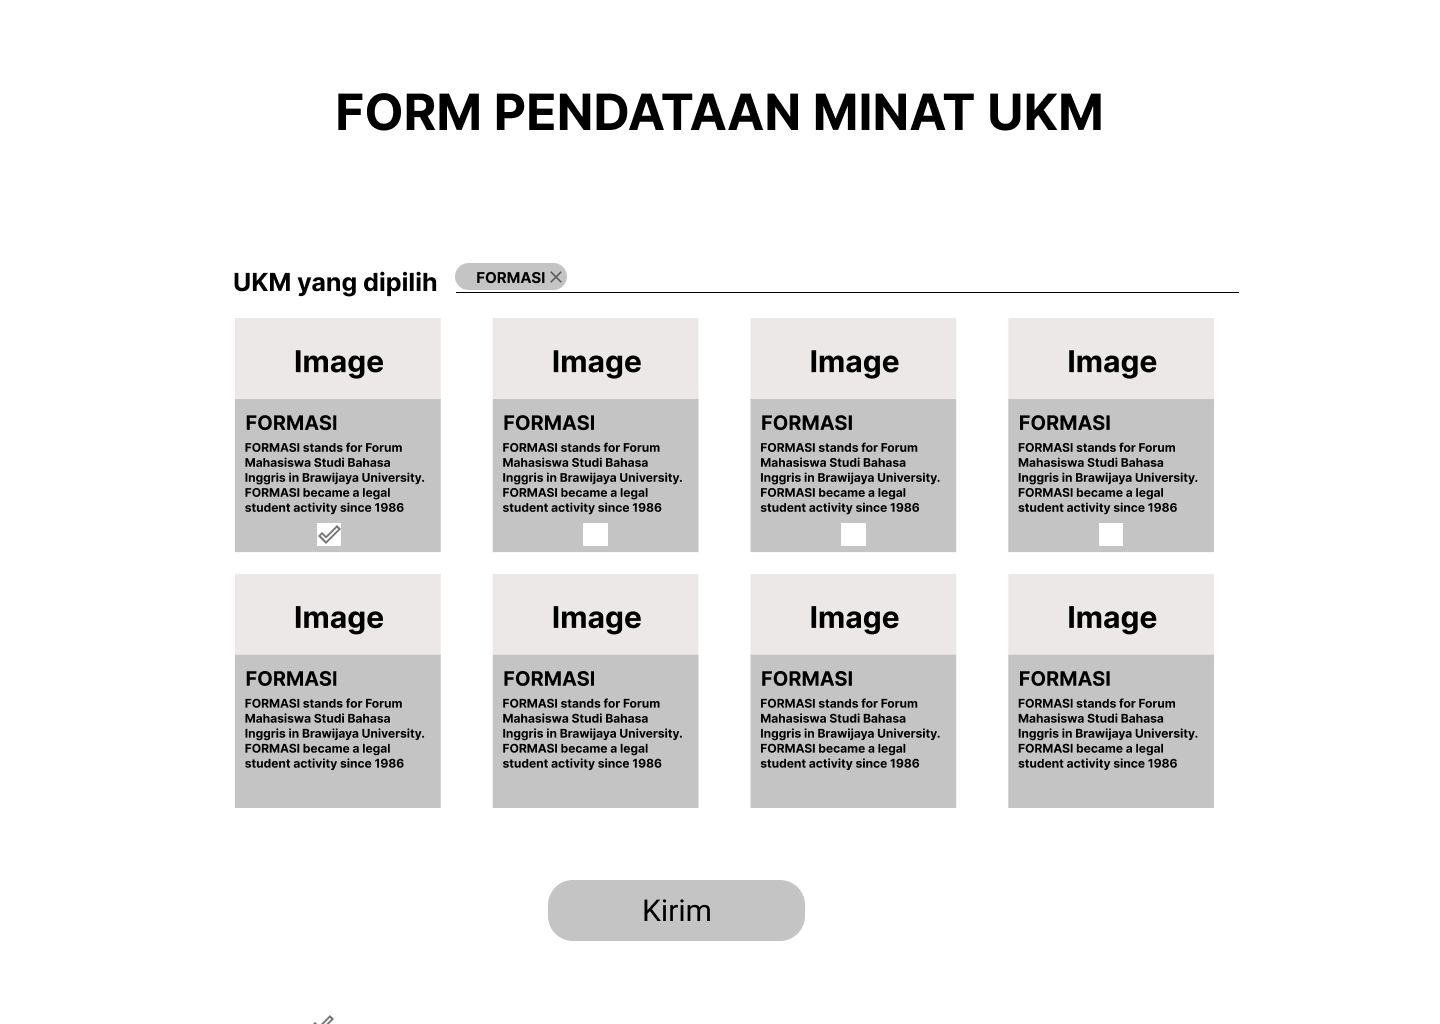 FORM PENDATAAN MINAT UKM
UKM yang dipilih
FORMASI
Image
FORMASI
FORMASI stands for Forum
Mahasiswa Studi Bahasa
Inggris in Brawijaya University.
FORMASI became a legal
student activity since 1986
Image
FORMASI
FORMASI stands for Forum
Mahasiswa Studi Bahasa
Inggris in Brawijaya University.
FORMASI became a legal
student activity since 1986
Image
FORMASI
FORMASI stands for Forum
Mahasiswa Studi Bahasa
Inggris in Brawijaya University.
FORMASI became a legal
student activity since 1986
Image
FORMASI
FORMASI stands for Forum
Mahasiswa Studi Bahasa
Inggris in Brawijaya University.
FORMASI became a legal
student activity since 1986
Image
FORMASI
FORMASI stands for Forum
Mahasiswa Studi Bahasa
Inggris in Brawijaya University.
FORMASI became a legal
student activity since 1986
Image
FORMASI
FORMASI stands for Forum
Mahasiswa Studi Bahasa
Inggris in Brawijaya University.
FORMASI became a legal
student activity since 1986
Image
FORMASI
FORMASI stands for Forum
Mahasiswa Studi Bahasa
Inggris in Brawijaya University.
FORMASI became a legal
student activity since 1986
Image
FORMASI
FORMASI stands for Forum
Mahasiswa Studi Bahasa
Inggris in Brawijaya University.
FORMASI became a legal
student activity since 1986
Kirim